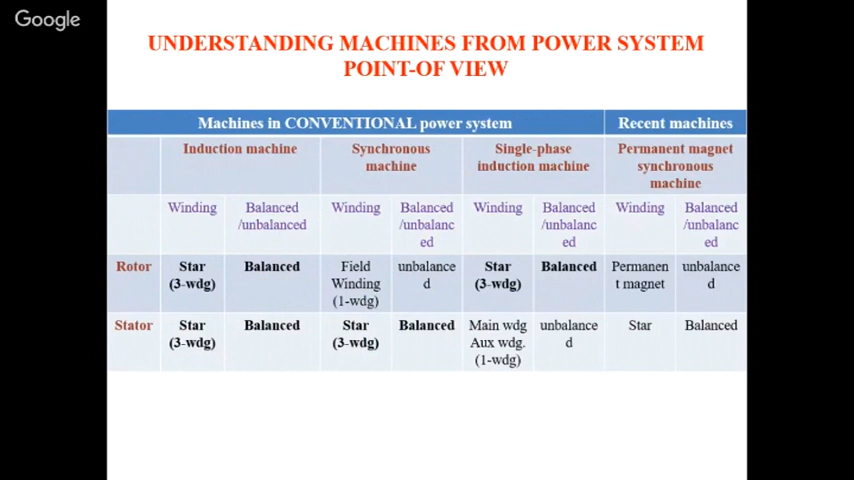 Google
UNDERSTANDING MACHINES FROM POWER SYSTEM
POINT-OF VIEW
Machines in CONVENTIONAL power system Recent machines
Induction machine Synchronous machine Single-phase induction machine Permanent magnet synchronous machine
Winding Balanced /unbalanced Winding Balanced /unbalanc ed Winding Balanced /unbalanc ed Winding Balanced /unbalanc ed
Rotor Star (3-wdg) Balanced Field Winding (1-wdg) unbalance d Star (3-wdg) Balanced Permanen t magnet unbalance d
Stator Star (3-wdg) Balanced Star (3-wdg) Balanced Main wdg Aux wdg. (1-wdg) unbalance d Star Balanced